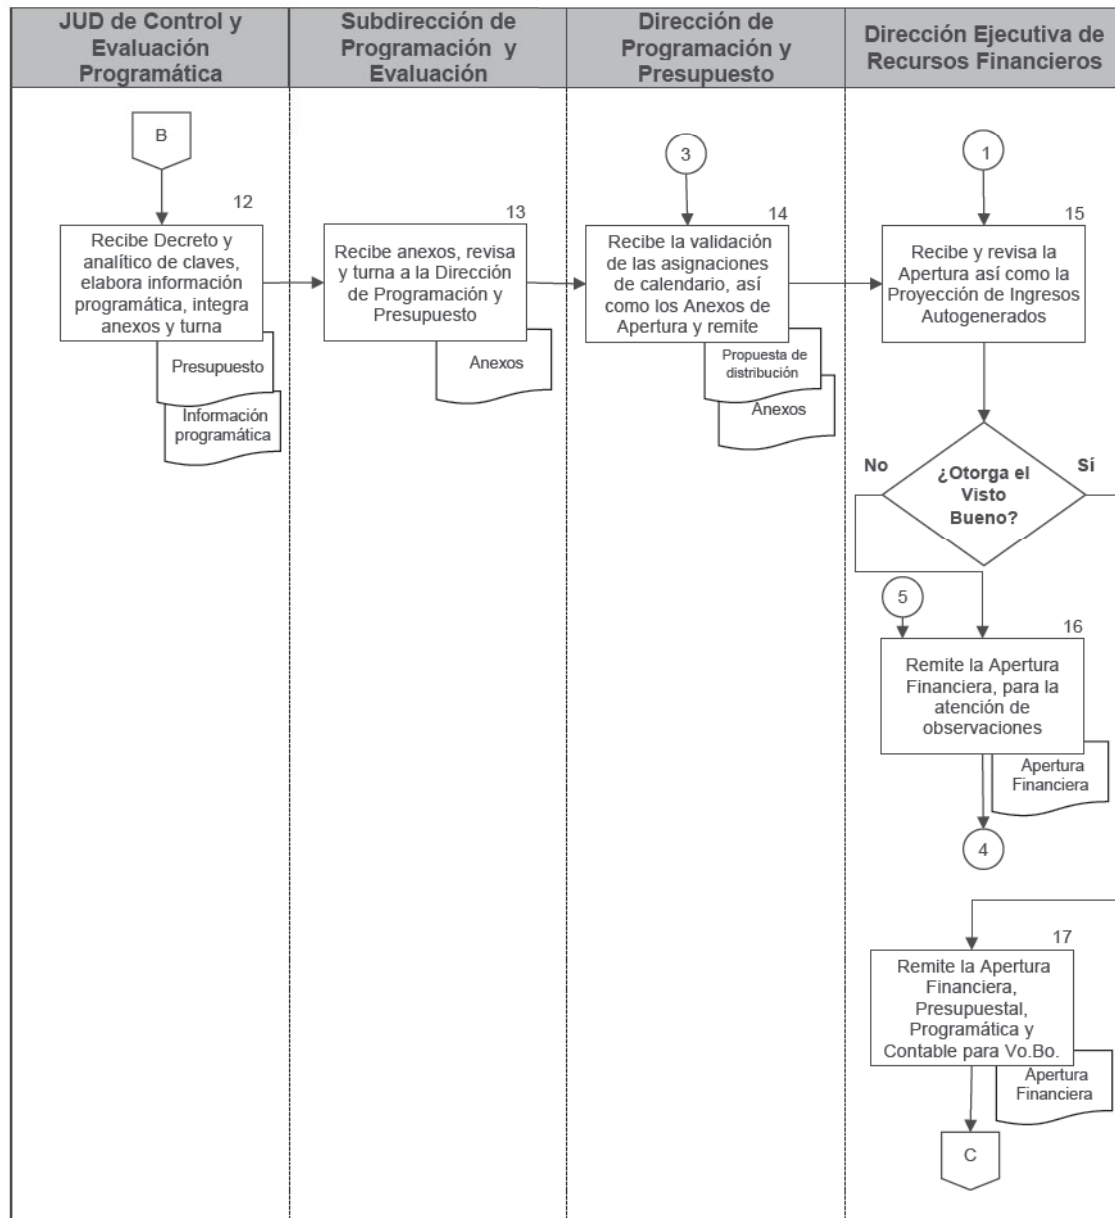 JUD de Control y
Evaluación
Programática
Subdirección de
Programación y
Evaluación
Dirección de
Programación y
Presupuesto
Dirección Ejecutiva de
Recursos Financieros
B
3
1
12
Recibe Decreto y
analítico de claves,
elabora información
programática, integra
anexos y turna
Presupuesto
Información
programática
13
Recibe anexos, revisa
y turna a la Dirección
de Programación y
Presupuesto
Anexos
14
Recibe la validación
de las asignaciones
de calendario, así
como los Anexos de
Apertura y remite
Propuesta de
distribución
Anexos
15
Recibe y revisa la
Apertura así como la
Proyección de Ingresos
Autogenerados
No
¿Otorga el
Visto
Bueno?
Sí
5
16
Remite la Apertura
Financiera, para la
atención de
observaciones
Apertura
Financiera
4
17
Remite la Apertura
Financiera,
Presupuestal,
Programática y
Contable para Vo.Bo.
Apertura
Financiera
C